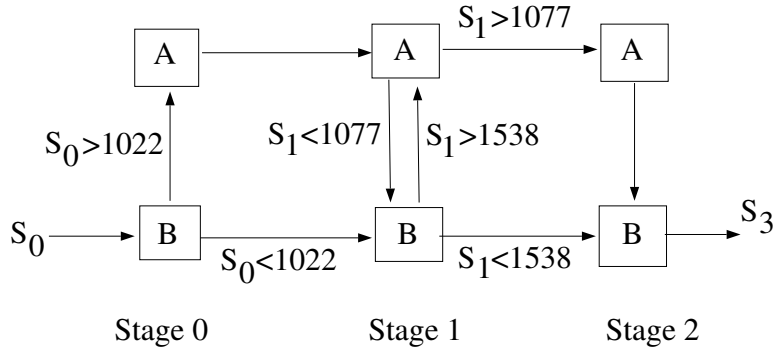 A
A
S₁>1077
A
S₀>1022
S₁<1077
S₁>1538
S₀
B
S₀<1022
B
S₁<1538
B
S₃
Stage 0
Stage 1
Stage 2